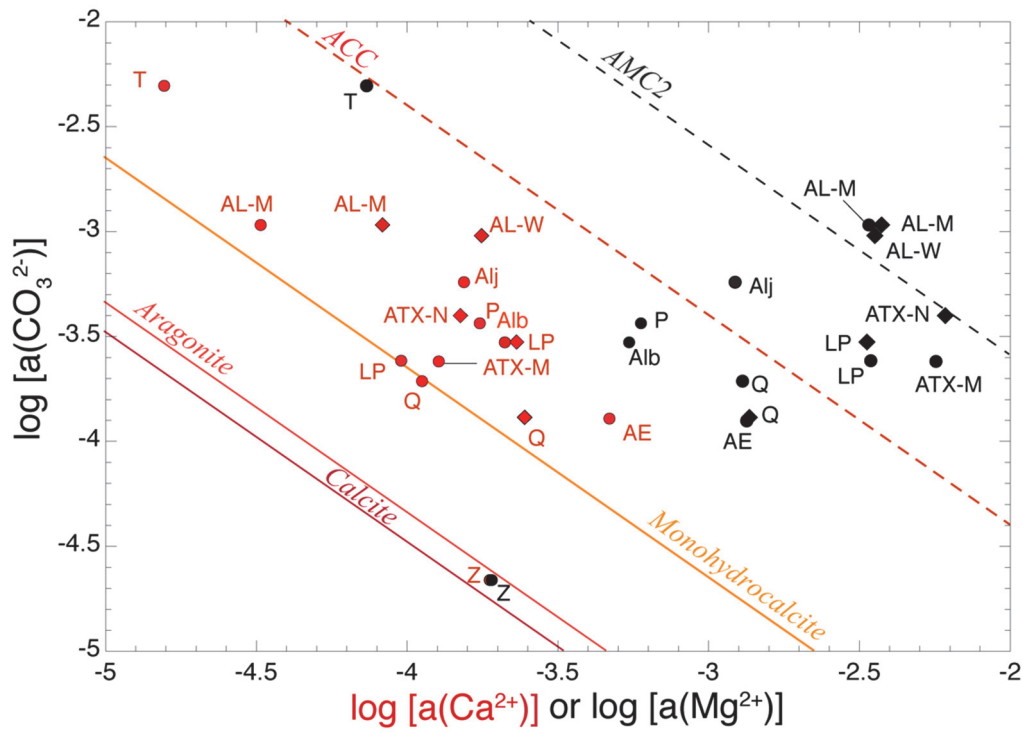 -2
ACC
AMC2
T
T
-2.5
AL-M
AL-M
AL-M
AL-M
AL-W
AL-W
-3
Alj
Alj
ATX-N
P
Alb
P
ATX-N
-3.5
LP
Alb
LP
LP
ATX-M
LP
ATX-M
Aragonite
Q
Q
Q
AE
Q
AE
-4
Calcite
Monohydrocalcite
-4.5
Z
Z
-5
-5 -4.5 -4 -3.5 -3 -2.5 -2
log [a(CO₃²⁻)]
log [a(Ca²⁺)] or log [a(Mg²⁺)]